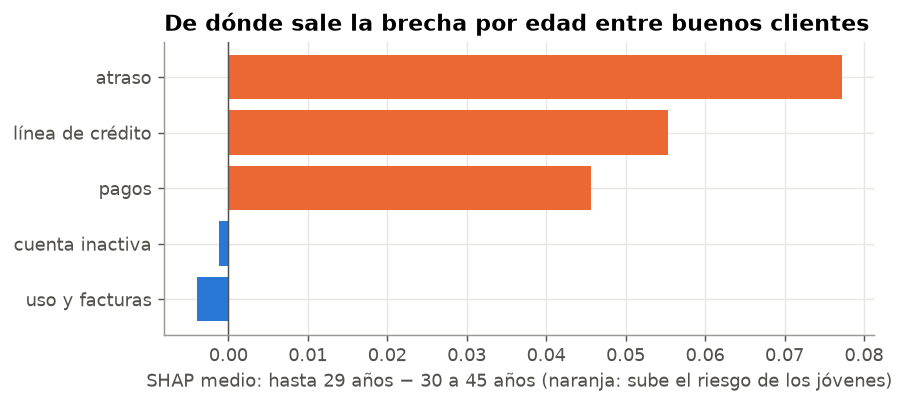 De dónde sale la brecha por edad entre buenos clientes
atraso
línea de crédito
pagos
cuenta inactiva
uso y facturas
0.00 0.01 0.02 0.03 0.04 0.05 0.06 0.07 0.08
SHAP medio: hasta 29 años − 30 a 45 años (naranja: sube el riesgo de los jóvenes)